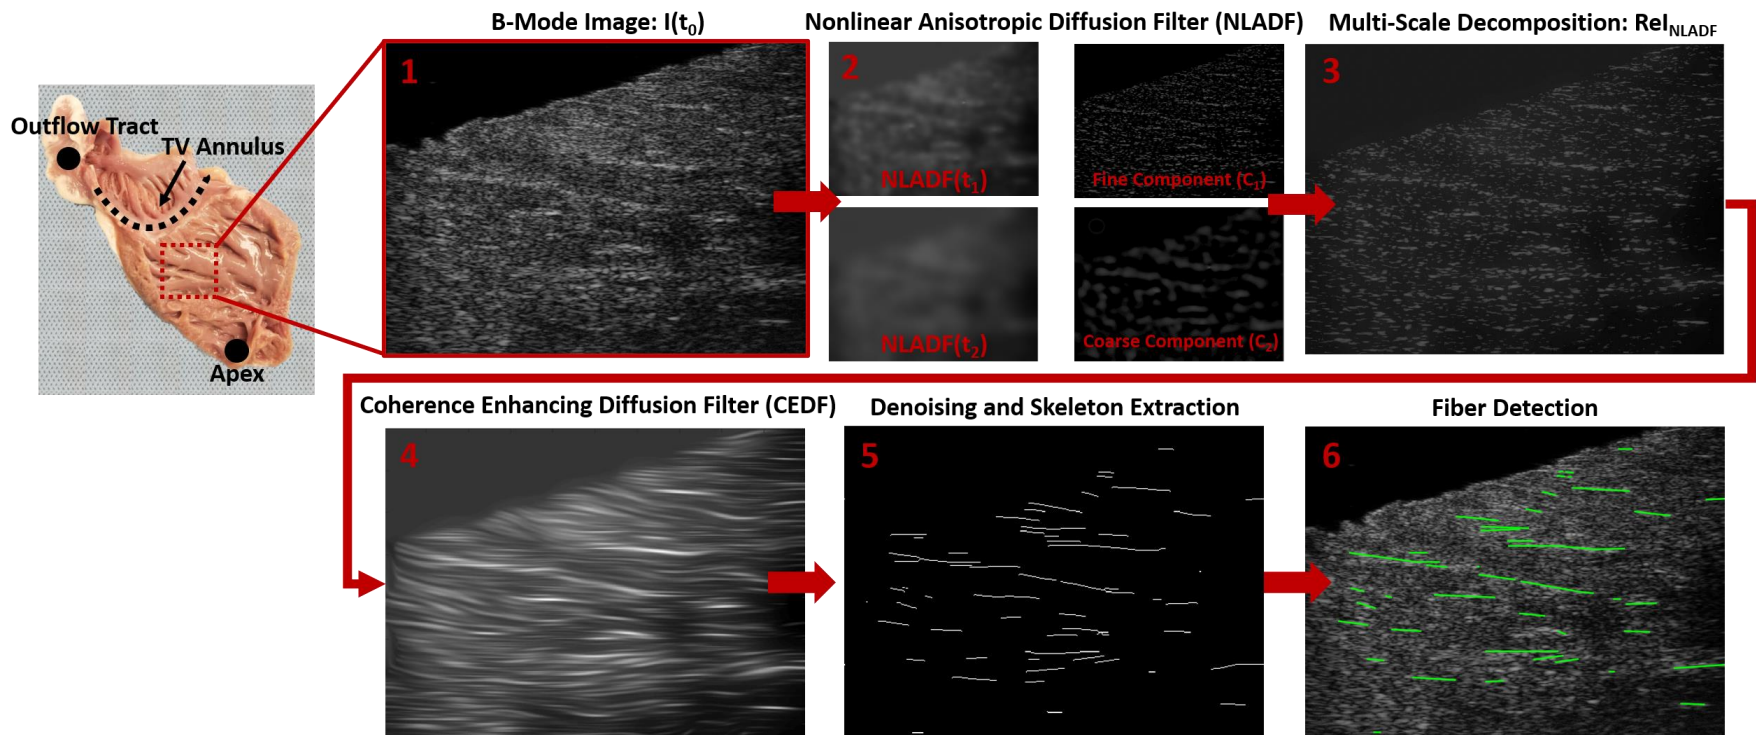 B-Mode Image: I(t0)
Nonlinear Anisotropic Diffusion Filter (NLADF)
Multi-Scale Decomposition: ReINLADF
1
2
3
Outflow Tract
TV Annulus
Apex
NLADF(t1)
Fine Component (C1)
NLADF(t2)
Coarse Component (C2)
Coherence Enhancing Diffusion Filter (CEDF)
Denoising and Skeleton Extraction
Fiber Detection
4
5
6